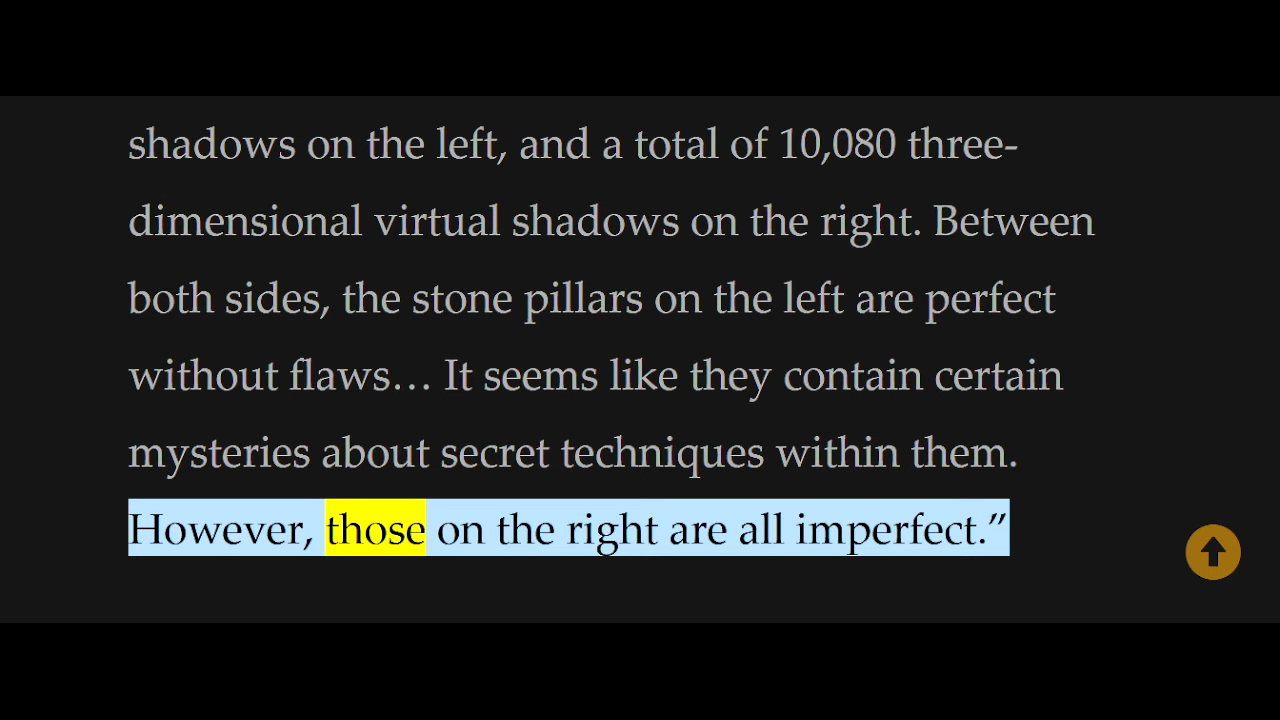 shadows on the left, and a total of 10,080 three-
dimensional virtual shadows on the right. Between
both sides, the stone pillars on the left are perfect
without flaws… It seems like they contain certain
mysteries about secret techniques within them.
However, those on the right are all imperfect.”